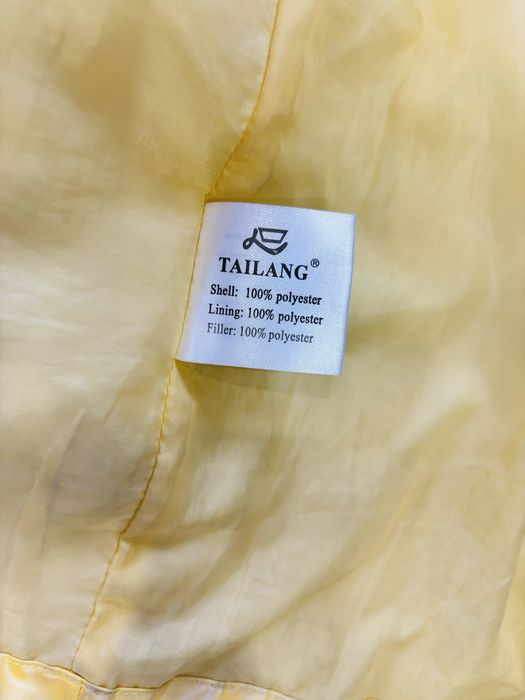 TAILANG®
Shell: 100% polyester
Lining: 100% polyester
Filler: 100% polyester